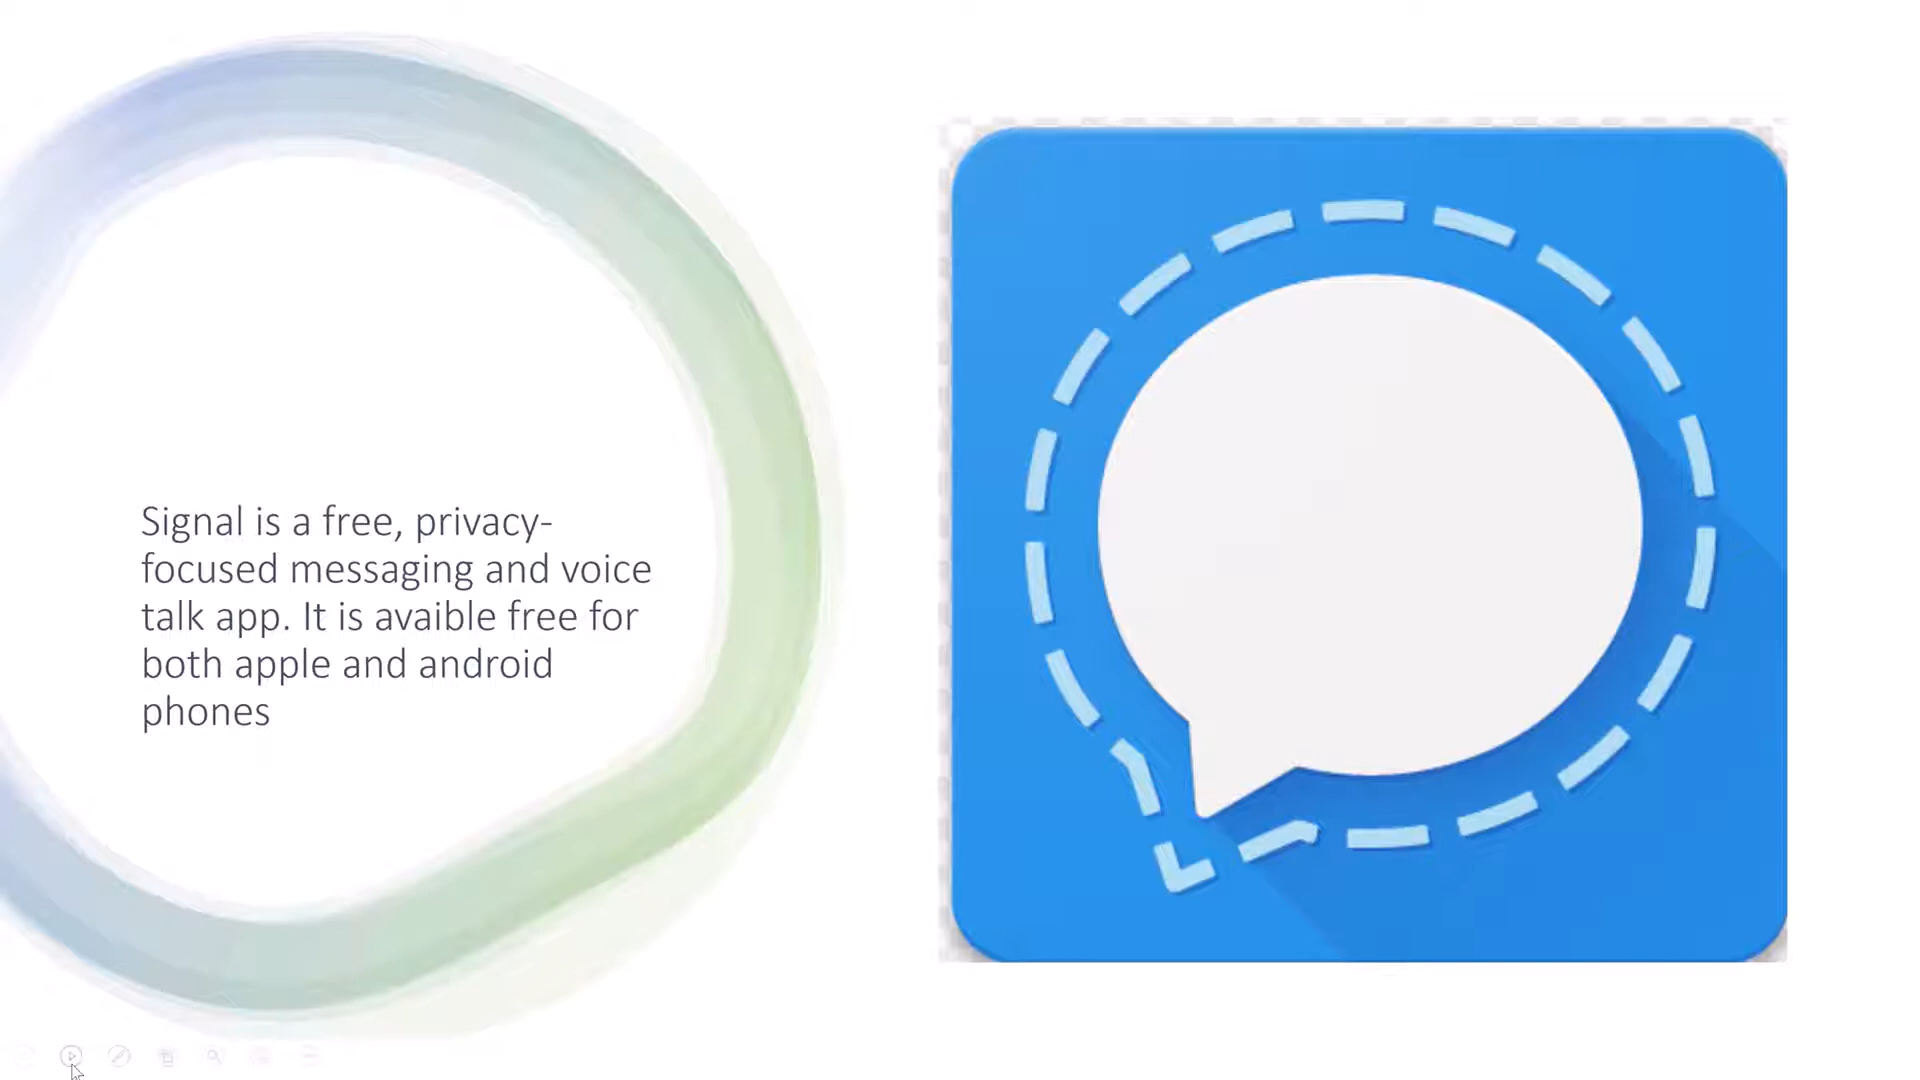 Signal is a free, privacy-
focused messaging and voice
talk app. It is avaible free for
both apple and android
phones